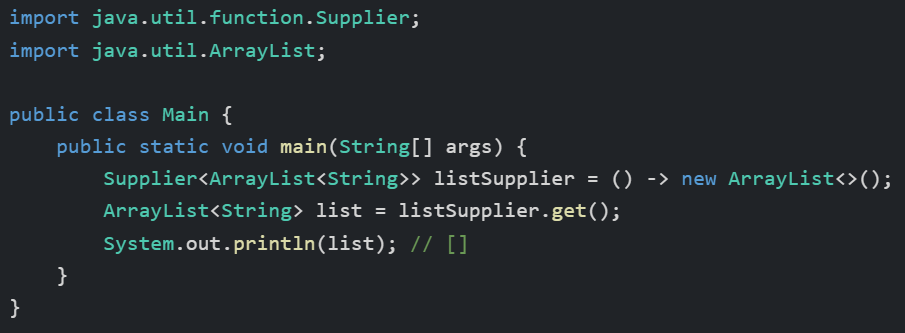 import java.util.function.Supplier;
import java.util.ArrayList;

public class Main {
    public static void main(String[] args) {
        Supplier<ArrayList<String>> listSupplier = () -> new ArrayList<>();
        ArrayList<String> list = listSupplier.get();
        System.out.println(list); // []
    }
}